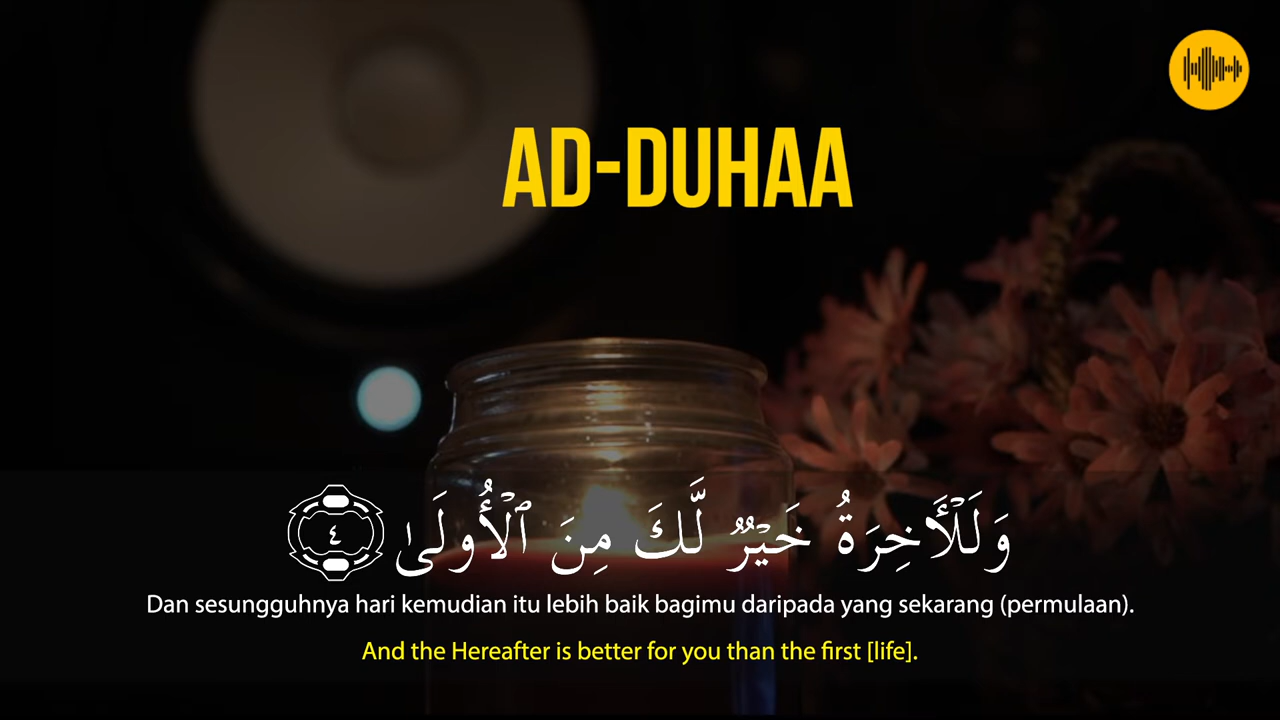 AD-DUHAA
وَلَلْأَخِرَةُ خَيْرٌ لَّكَ مِنَ ٱلْأُولَىٰ ٤
Dan sesungguhnya hari kemudian itu lebih baik bagimu daripada yang sekarang (permulaan).
And the Hereafter is better for you than the first [life].